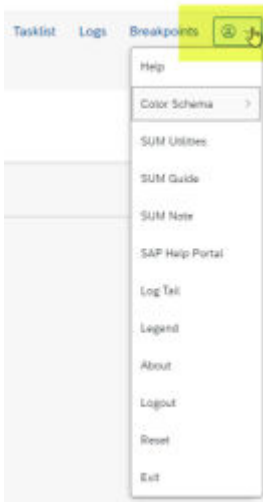 Tasklist Logs Breakpoints
Help
Color Schema
SUM Utilities
SUM Guide
SUM Note
SAP Help Portal
Log Tail
Legend
About
Logout
Reset
Exit